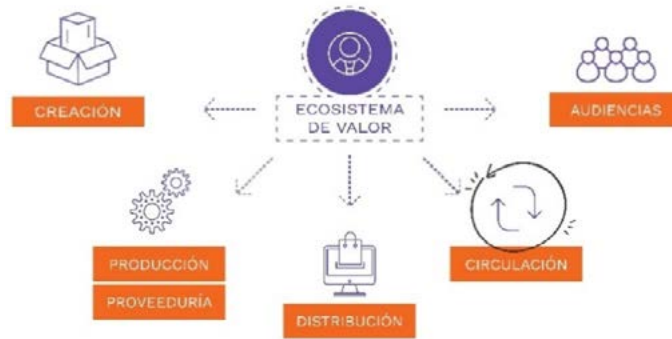 ECOSISTEMA
DE VALOR
CREACIÓN
AUDIENCIAS
PRODUCCIÓN
PROVEEDURÍA
CIRCULACIÓN
DISTRIBUCIÓN